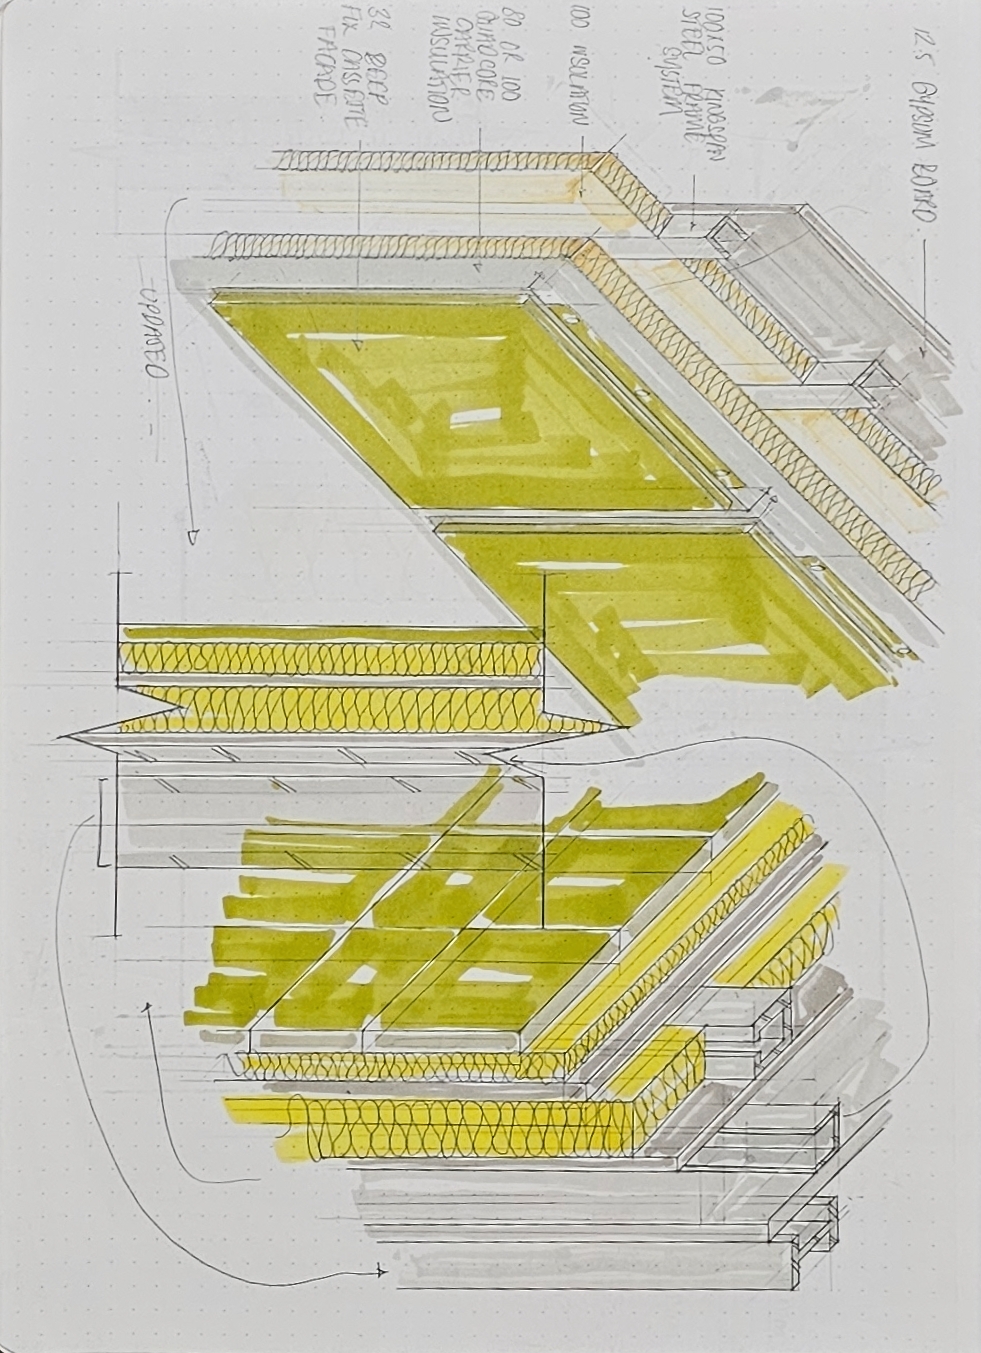 12.5 GYPSUM BOARD.
100x50 KINGSPAN
STEEL FRAME
SYSTEM
100 INSULATION
80 OR 100
QUADCORE
CARRIER
INSULATION
32 DEEP
FIX CASSETTE
FACADE.
UPDATED